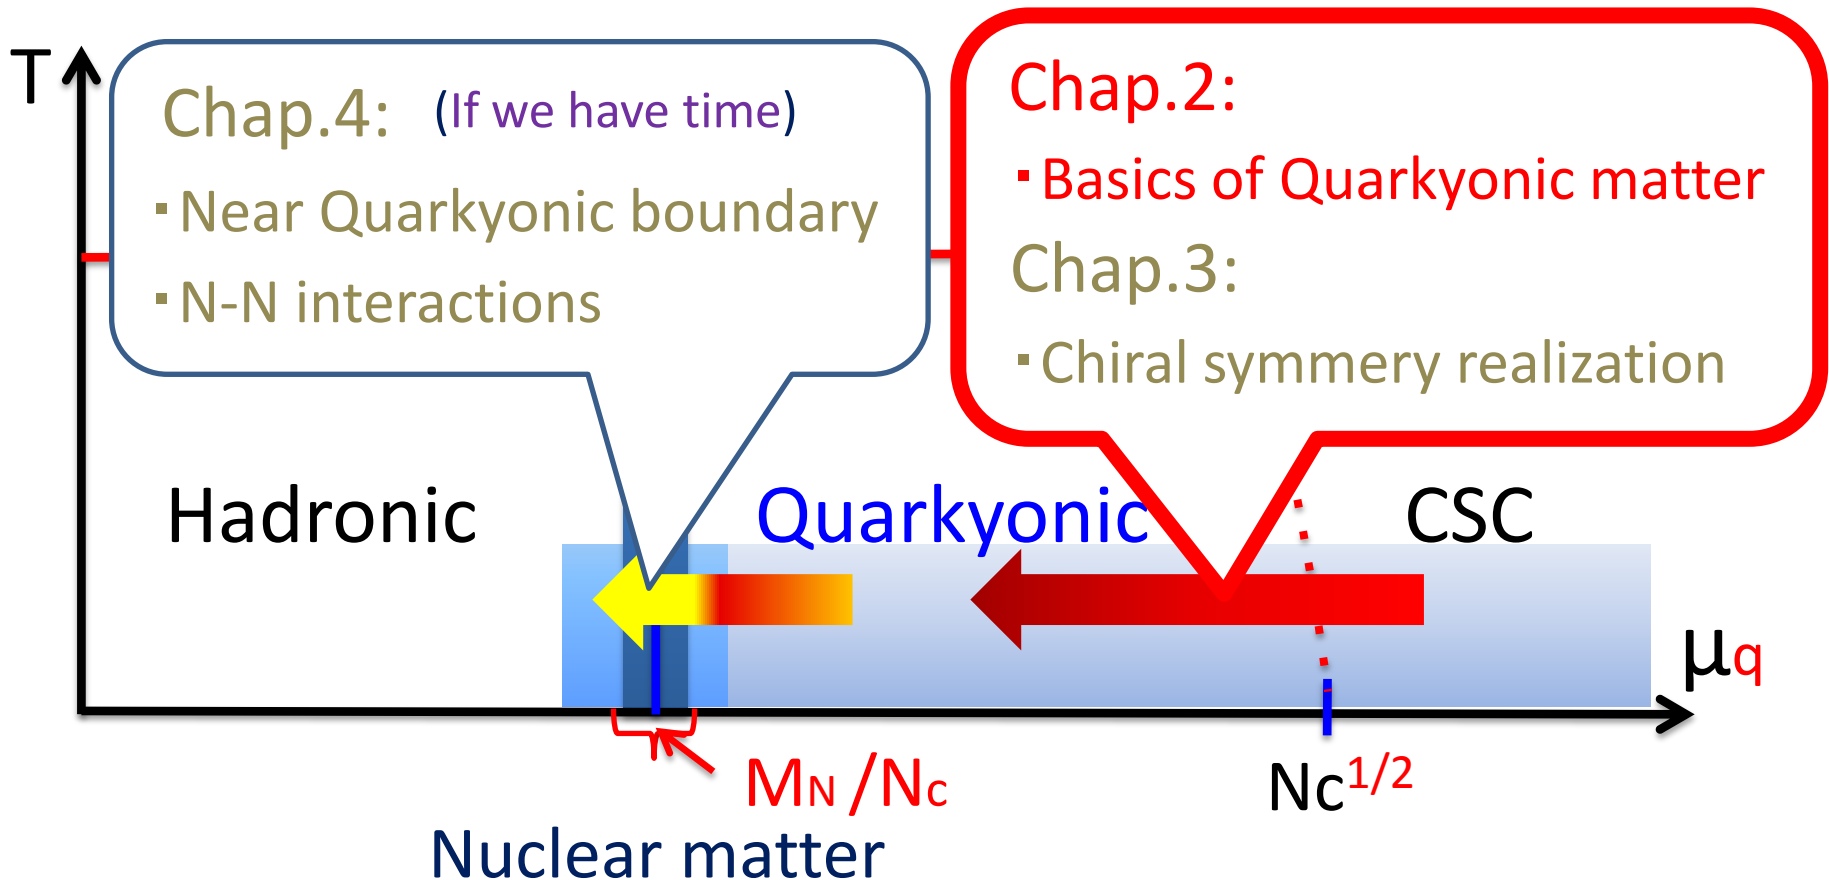 T
Chap.4: (If we have time)
・Near Quarkyonic boundary
・N-N interactions
Chap.2:
・Basics of Quarkyonic matter
Chap.3:
・Chiral symmery realization
Hadronic
Quarkyonic
CSC
μq
MN /Nc
Nc1/2
Nuclear matter